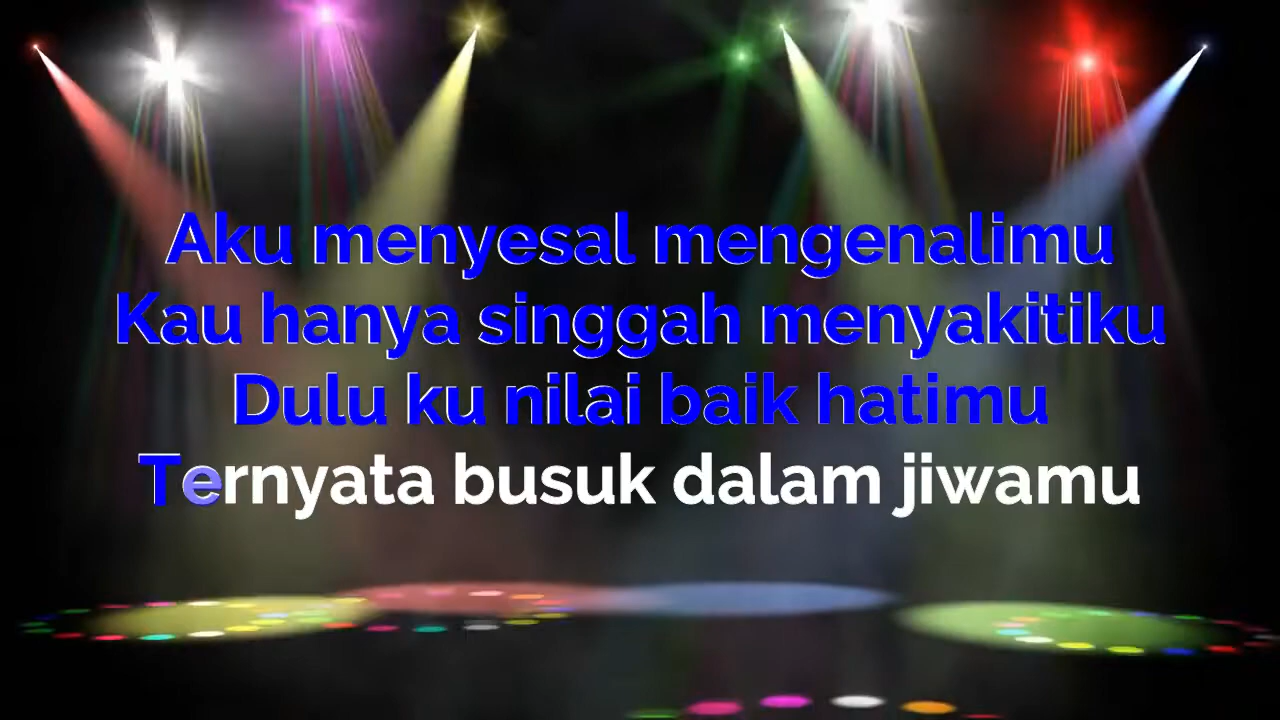 Aku menyesal mengenalimu
Kau hanya singgah menyakitiku
Dulu ku nilai baik hatimu
Ternyata busuk dalam jiwamu